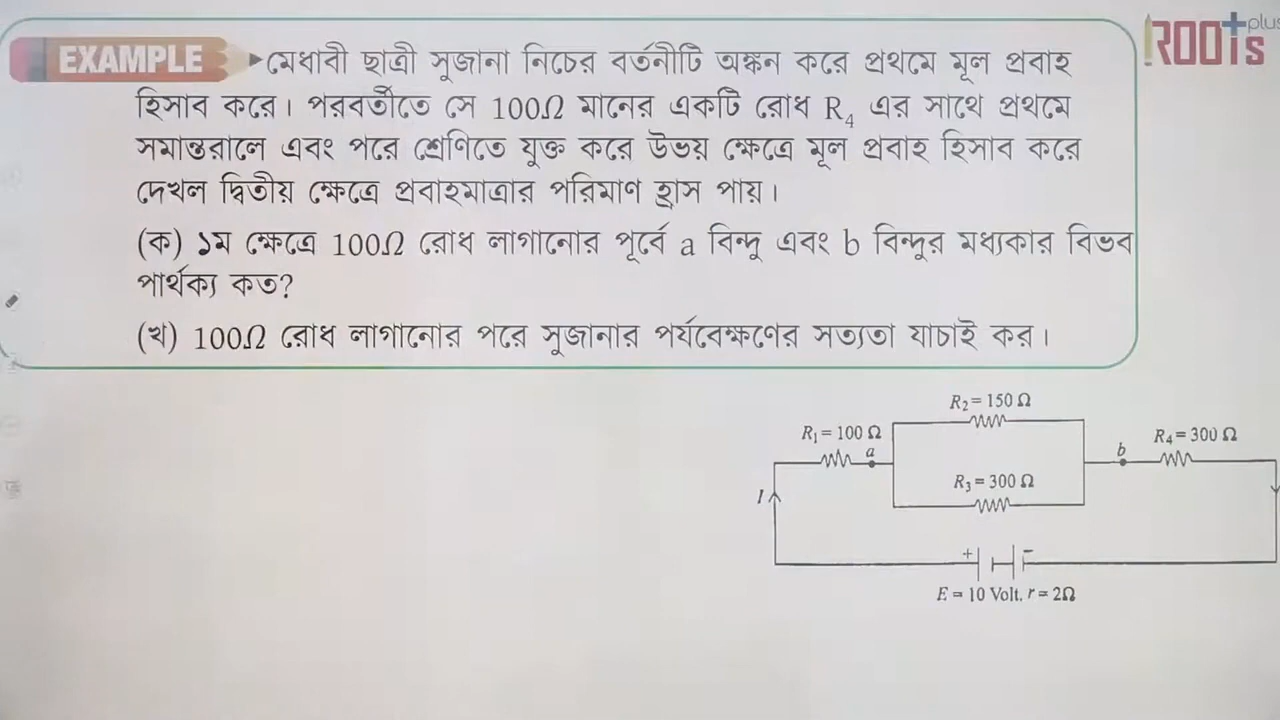 ROOTs plus
EXAMPLE
মেধাবী ছাত্রী সুজানা নিচের বর্তনীটি অঙ্কন করে প্রথমে মূল প্রবাহ
হিসাব করে। পরবর্তীতে সে 100Ω মানের একটি রোধ R₄ এর সাথে প্রথমে
সমান্তরালে এবং পরে শ্রেণিতে যুক্ত করে উভয় ক্ষেত্রে মূল প্রবাহ হিসাব করে
দেখল দ্বিতীয় ক্ষেত্রে প্রবাহমাত্রার পরিমাণ হ্রাস পায়।
(ক) ১ম ক্ষেত্রে 100Ω রোধ লাগানোর পূর্বে a বিন্দু এবং b বিন্দুর মধ্যকার বিভব
পার্থক্য কত?
(খ) 100Ω রোধ লাগানোর পরে সুজানার পর্যবেক্ষণের সত্যতা যাচাই কর।
R₂ = 150 Ω
R₁ = 100 Ω
a
b
R₄ = 300 Ω
R₃ = 300 Ω
I
+ −
E = 10 Volt, r = 2Ω